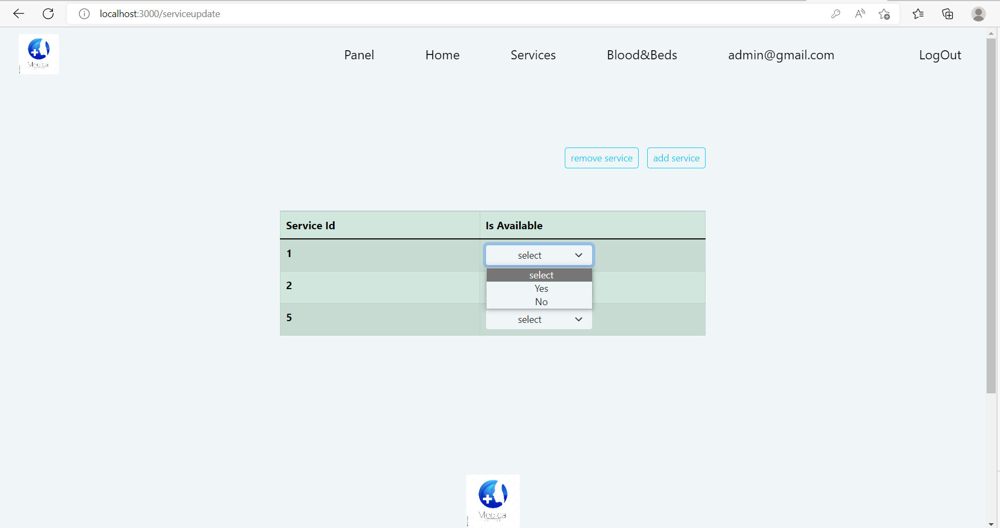 localhost:3000/serviceupdate
Medica
Panel Home Services Blood&Beds admin@gmail.com LogOut
remove service add service
Service Id Is Available
1 select
select
Yes
2
No
5 select
Medica